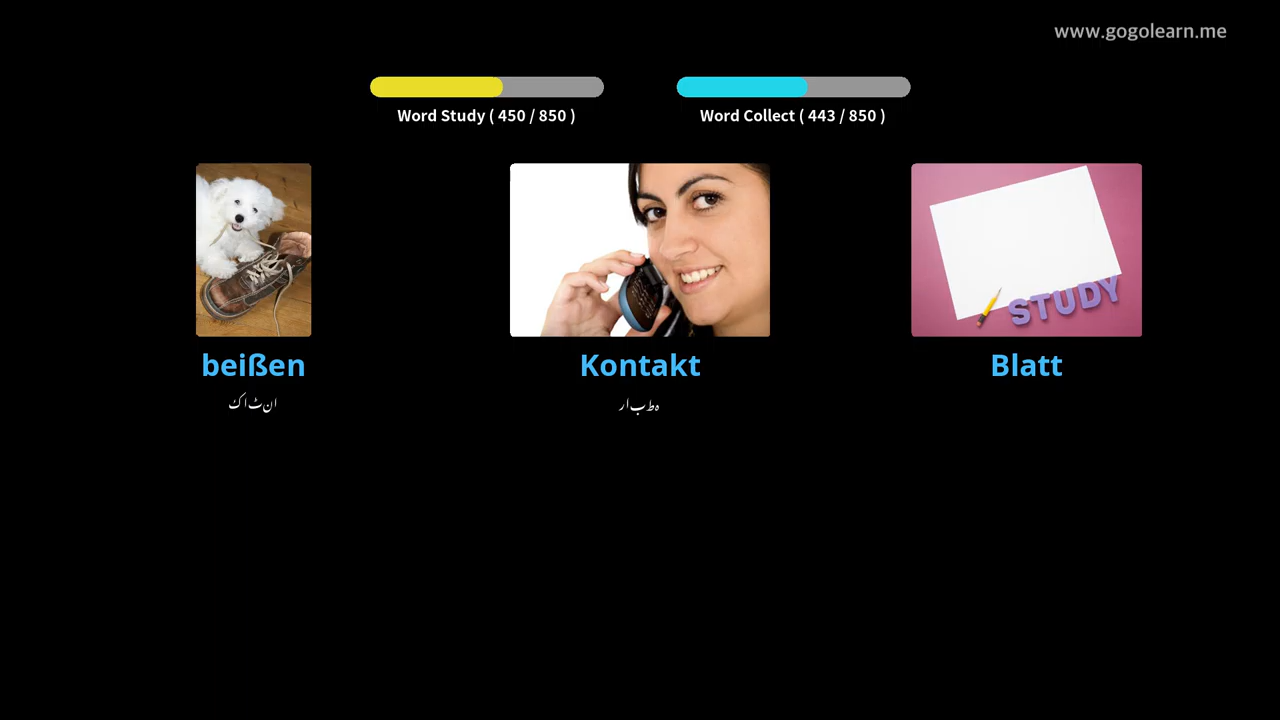 www.gogolearn.me
Word Study ( 450 / 850 )
Word Collect ( 443 / 850 )
beißen
Kontakt
Blatt
انٹاک
ہطبار
STUDY